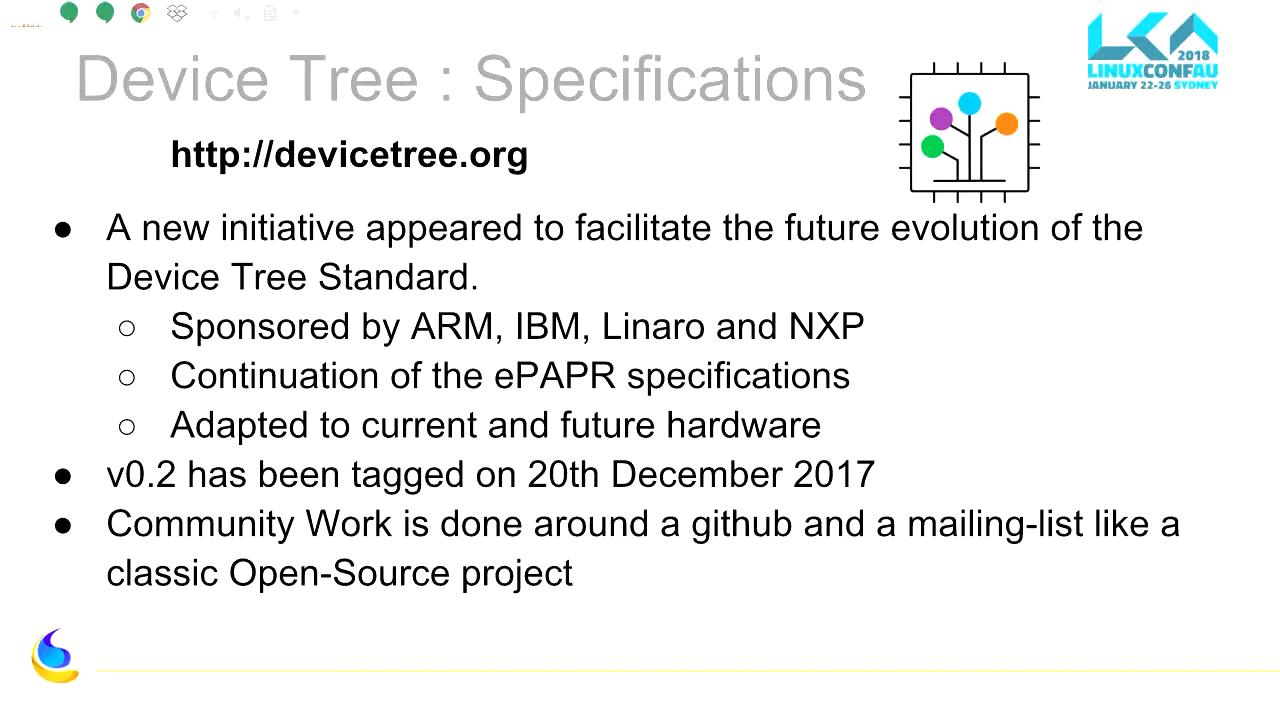 Device Tree : Specifications
2018
LINUXCONFAU
JANUARY 22-26 SYDNEY
http://devicetree.org
● A new initiative appeared to facilitate the future evolution of the
Device Tree Standard.
○ Sponsored by ARM, IBM, Linaro and NXP
○ Continuation of the ePAPR specifications
○ Adapted to current and future hardware
● v0.2 has been tagged on 20th December 2017
● Community Work is done around a github and a mailing-list like a
classic Open-Source project